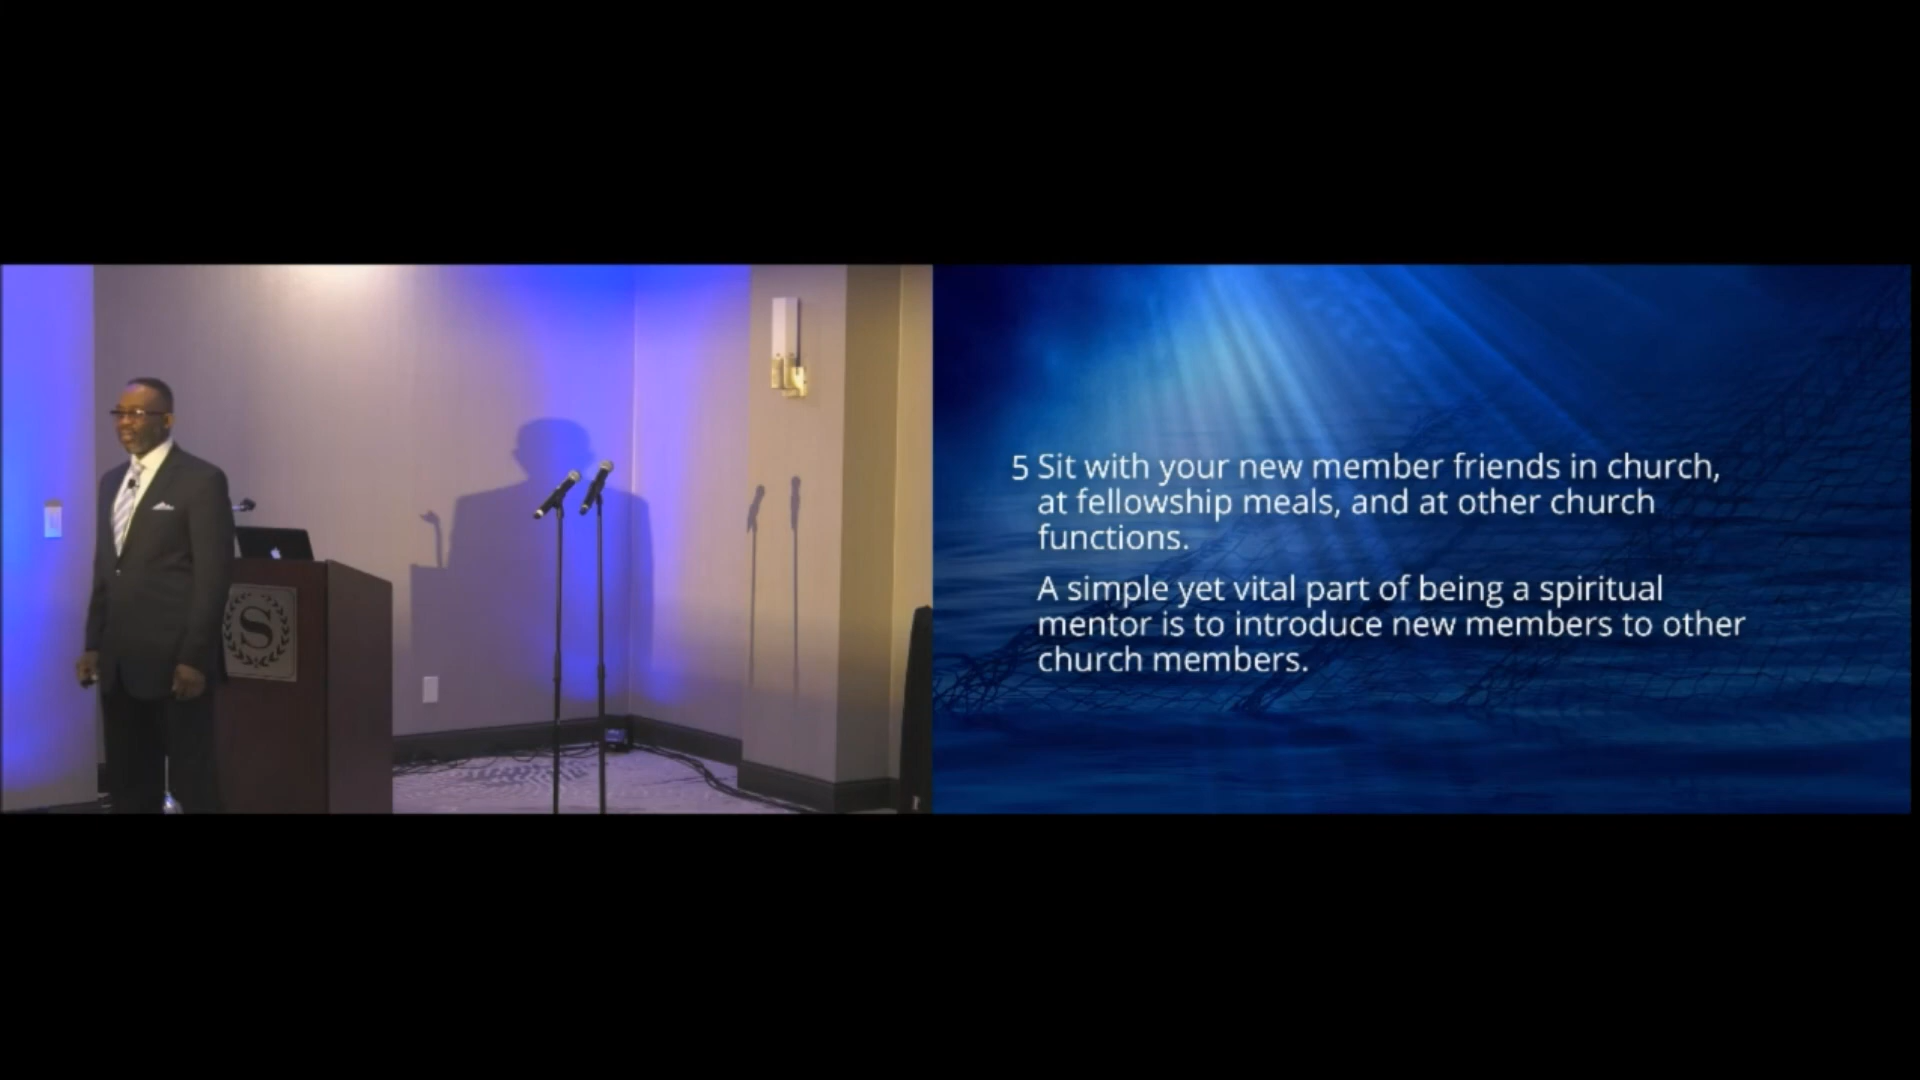 S
5 Sit with your new member friends in church,
at fellowship meals, and at other church
functions.
A simple yet vital part of being a spiritual
mentor is to introduce new members to other
church members.